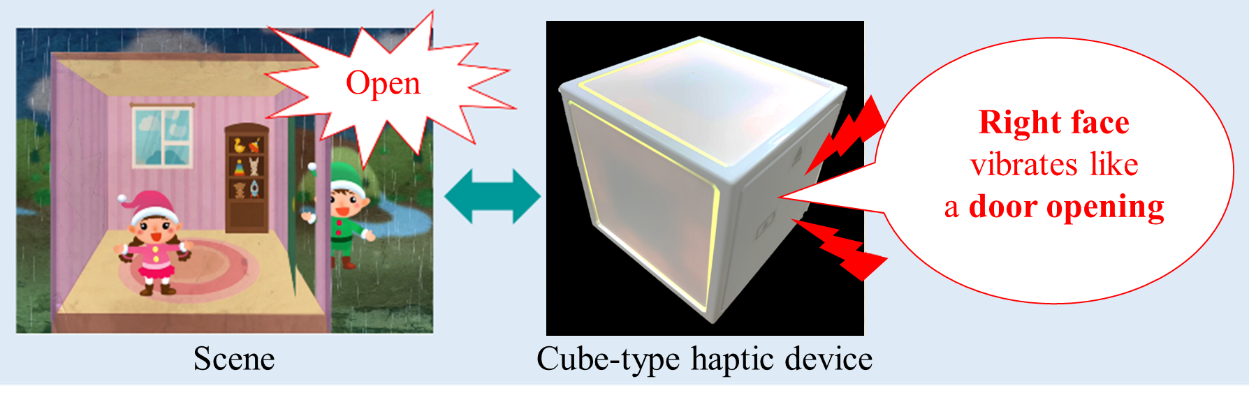 Open
Right face
vibrates like
a door opening
Scene
Cube-type haptic device